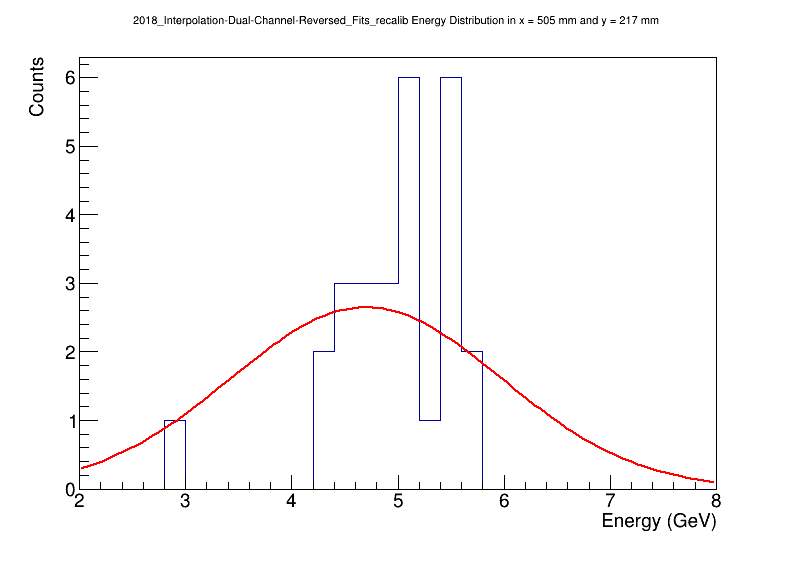 2018_Interpolation-Dual-Channel-Reversed_Fits_recalib Energy Distribution in x = 505 mm and y = 217 mm
Counts
6
5
4
3
2
1
0
2 3 4 5 6 7 8
Energy (GeV)